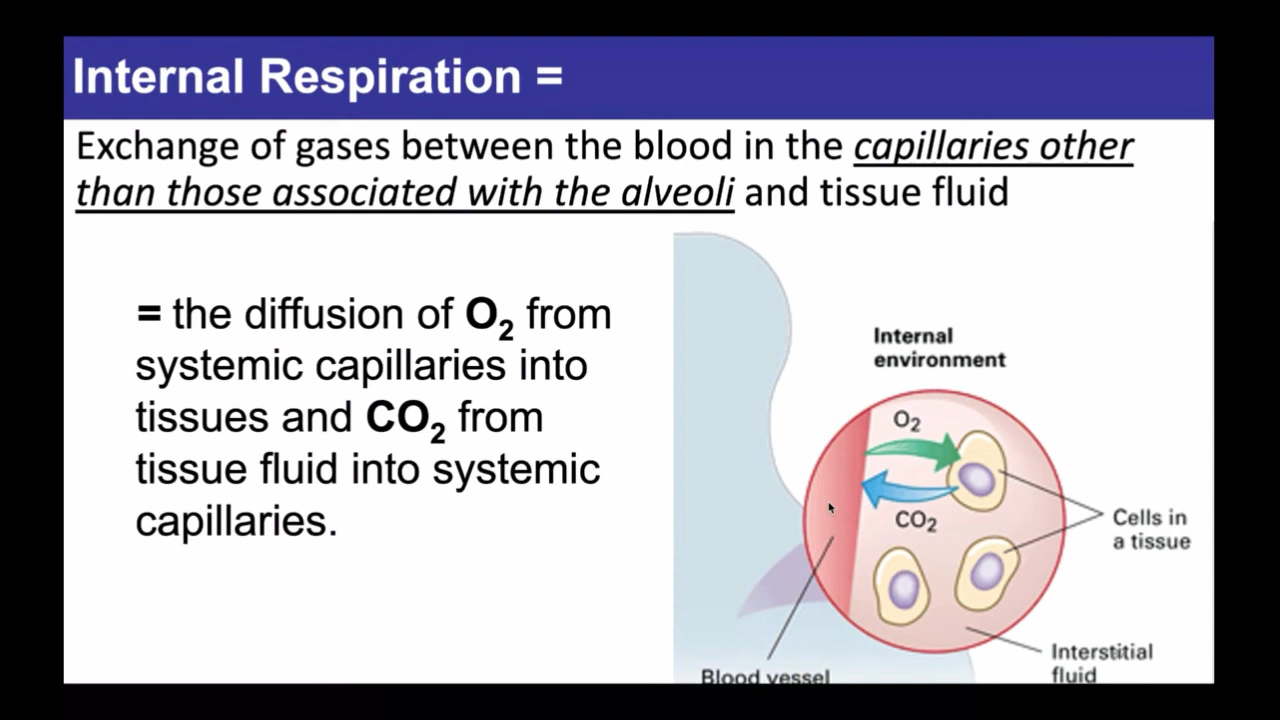 Internal Respiration =
Exchange of gases between the blood in the capillaries other
than those associated with the alveoli and tissue fluid
= the diffusion of O₂ from
systemic capillaries into
tissues and CO₂ from
tissue fluid into systemic
capillaries.
Internal
environment
O₂
CO₂
Cells in
a tissue
Interstitial
fluid
Blood vessel